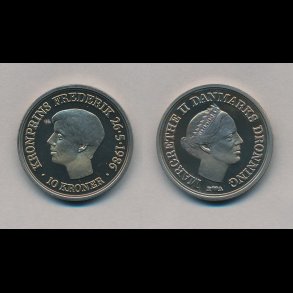 KRONPRINS FREDERIK 26·5·1986
· 10 KRONER ·
MARGRETHE II DANMARKS DRONNING